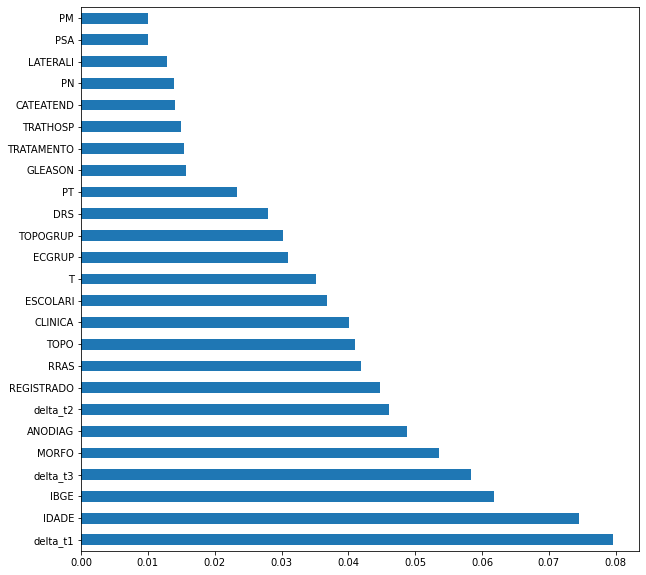 PM
PSA
LATERALI
PN
CATEATEND
TRATHOSP
TRATAMENTO
GLEASON
PT
DRS
TOPOGRUP
ECGRUP
T
ESCOLARI
CLINICA
TOPO
RRAS
REGISTRADO
delta_t2
ANODIAG
MORFO
delta_t3
IBGE
IDADE
delta_t1
0.00 0.01 0.02 0.03 0.04 0.05 0.06 0.07 0.08